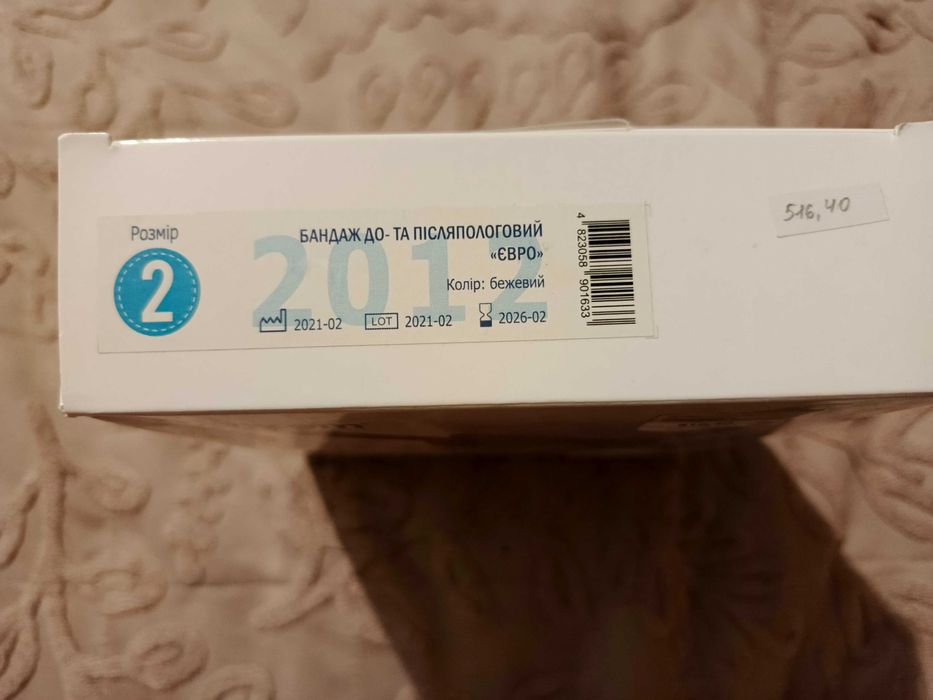 Розмір
2
2012
БАНДАЖ ДО- ТА ПІСЛЯПОЛОГОВИЙ
«ЄВРО»
Колір: бежевий
2021-02 LOT 2021-02 2026-02
4 823058 901633
516,40